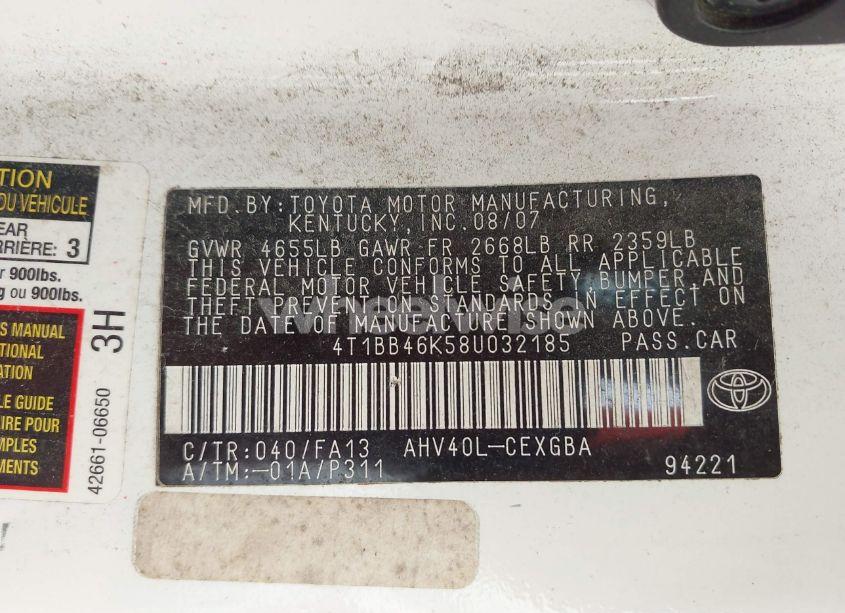 TION
OU VEHICULE
EAR
RRIÈRE: 3
r 900lbs.
g ou 900lbs.
S MANUAL
TIONAL
ATION
LE GUIDE
AIRE POUR
MPLES
EMENTS
3H
42661-06650
MFD. BY: TOYOTA MOTOR MANUFACTURING,
KENTUCKY, INC. 08/07
GVWR 4655LB GAWR FR 2668LB RR 2359LB
THIS VEHICLE CONFORMS TO ALL APPLICABLE
FEDERAL MOTOR VEHICLE SAFETY, BUMPER, AND
THEFT PREVENTION STANDARDS IN EFFECT ON
THE DATE OF MANUFACTURE SHOWN ABOVE.
4T1BB46K58U032185 PASS. CAR
C/TR: 040/FA13 AHV40L-CEXGBA
A/TM: -01A/P311 94221